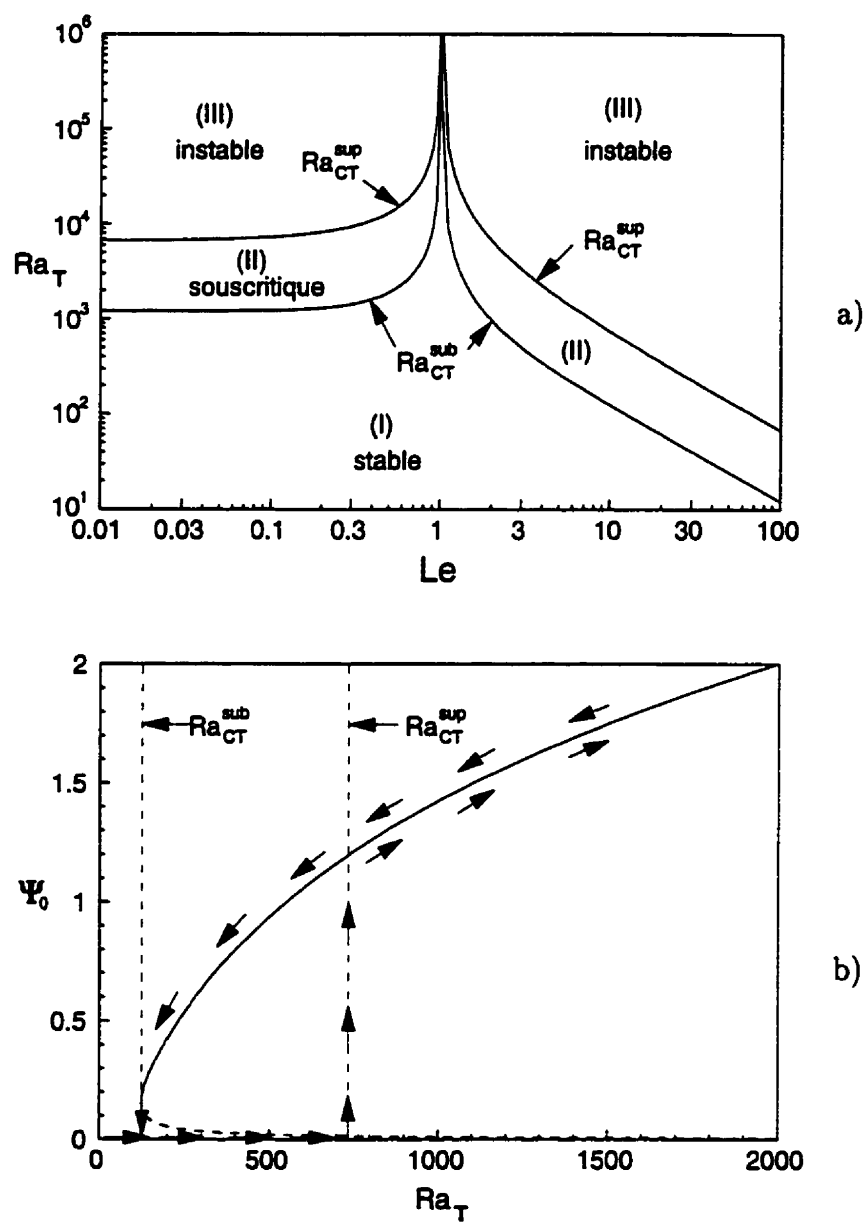 10^6
(III)
instable
(III)
instable
10^5
Ra_CT^sup
10^4
Ra_T
(II)
souscritique
Ra_CT^sup
a)
10^3
Ra_CT^sub
(II)
10^2
(I)
stable
10^1
0.01 0.03 0.1 0.3 1 3 10 30 100
Le
2
Ra_CT^sub
Ra_CT^sup
1.5
Ψ_0
1
b)
0.5
0
0 500 1000 1500 2000
Ra_T